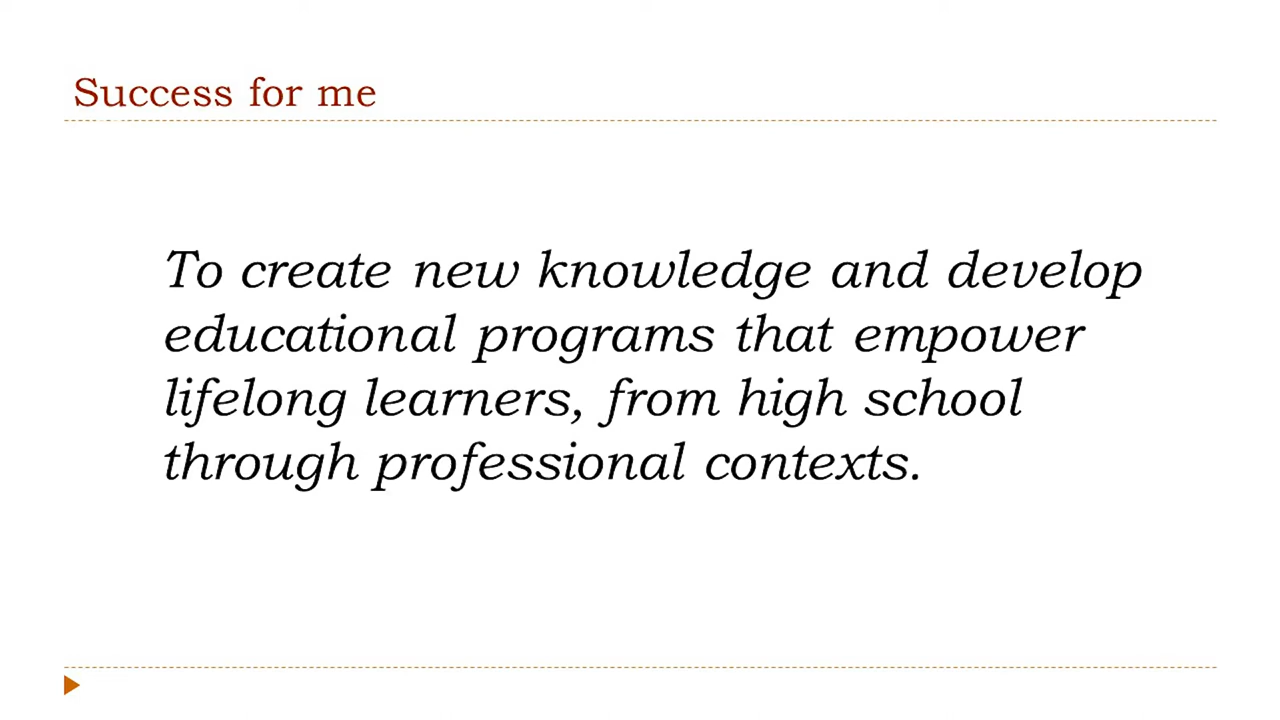 Success for me
To create new knowledge and develop
educational programs that empower
lifelong learners, from high school
through professional contexts.